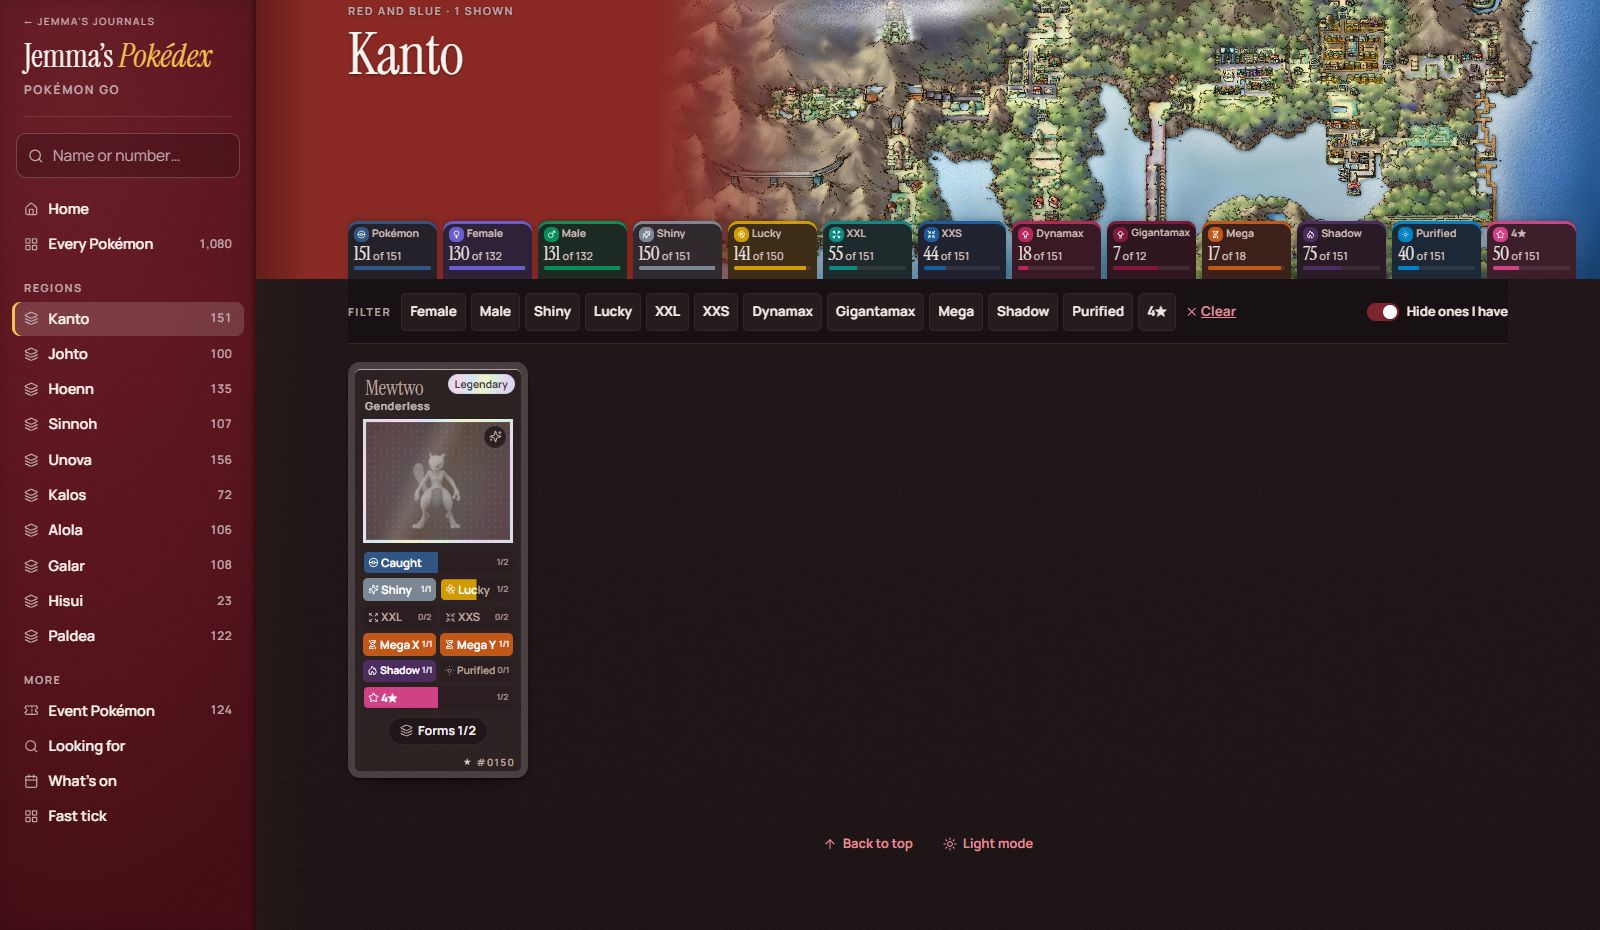 ← JEMMA'S JOURNALS
Jemma's Pokédex
POKÉMON GO
Name or number...
Home
Every Pokémon 1,080
REGIONS
Kanto 151
Johto 100
Hoenn 135
Sinnoh 107
Unova 156
Kalos 72
Alola 106
Galar 108
Hisui 23
Paldea 122
MORE
Event Pokémon 124
Looking for
What's on
Fast tick
RED AND BLUE · 1 SHOWN
Kanto
Pokémon
151 of 151
Female
130 of 132
Male
131 of 132
Shiny
150 of 151
Lucky
141 of 150
XXL
55 of 151
XXS
44 of 151
Dynamax
18 of 151
Gigantamax
7 of 12
Mega
17 of 18
Shadow
75 of 151
Purified
40 of 151
4★
50 of 151
FILTER Female Male Shiny Lucky XXL XXS Dynamax Gigantamax Mega Shadow Purified 4★ × Clear Hide ones I have
Mewtwo Legendary
Genderless
Caught 1/2
Shiny 1/1 Lucky 1/2
XXL 0/2 XXS 0/2
Mega X 1/1 Mega Y 1/1
Shadow 1/1 Purified 0/1
4★ 1/2
Forms 1/2
★ #0150
↑ Back to top Light mode